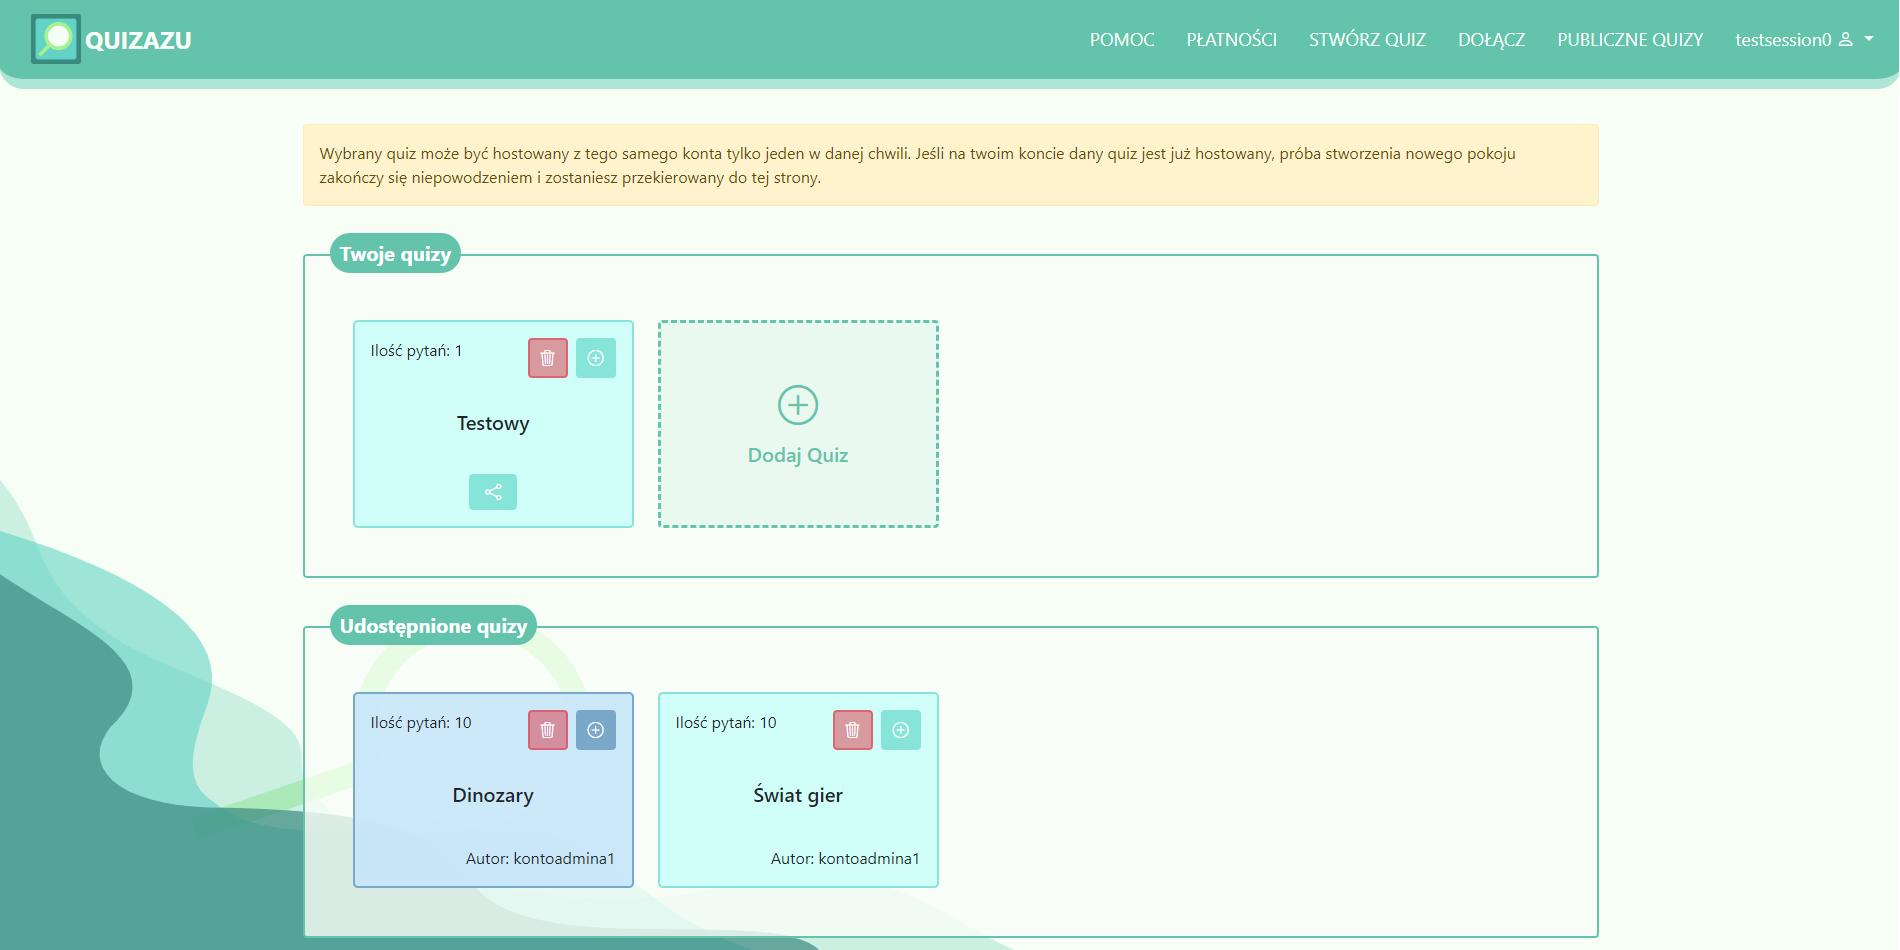 QUIZAZU
POMOC PŁATNOŚCI STWÓRZ QUIZ DOŁĄCZ PUBLICZNE QUIZY testsession0
Wybrany quiz może być hostowany z tego samego konta tylko jeden w danej chwili. Jeśli na twoim koncie dany quiz jest już hostowany, próba stworzenia nowego pokoju
zakończy się niepowodzeniem i zostaniesz przekierowany do tej strony.
Twoje quizy
Ilość pytań: 1
Testowy
Dodaj Quiz
Udostępnione quizy
Ilość pytań: 10
Dinozary
Autor: kontoadmina1
Ilość pytań: 10
Świat gier
Autor: kontoadmina1